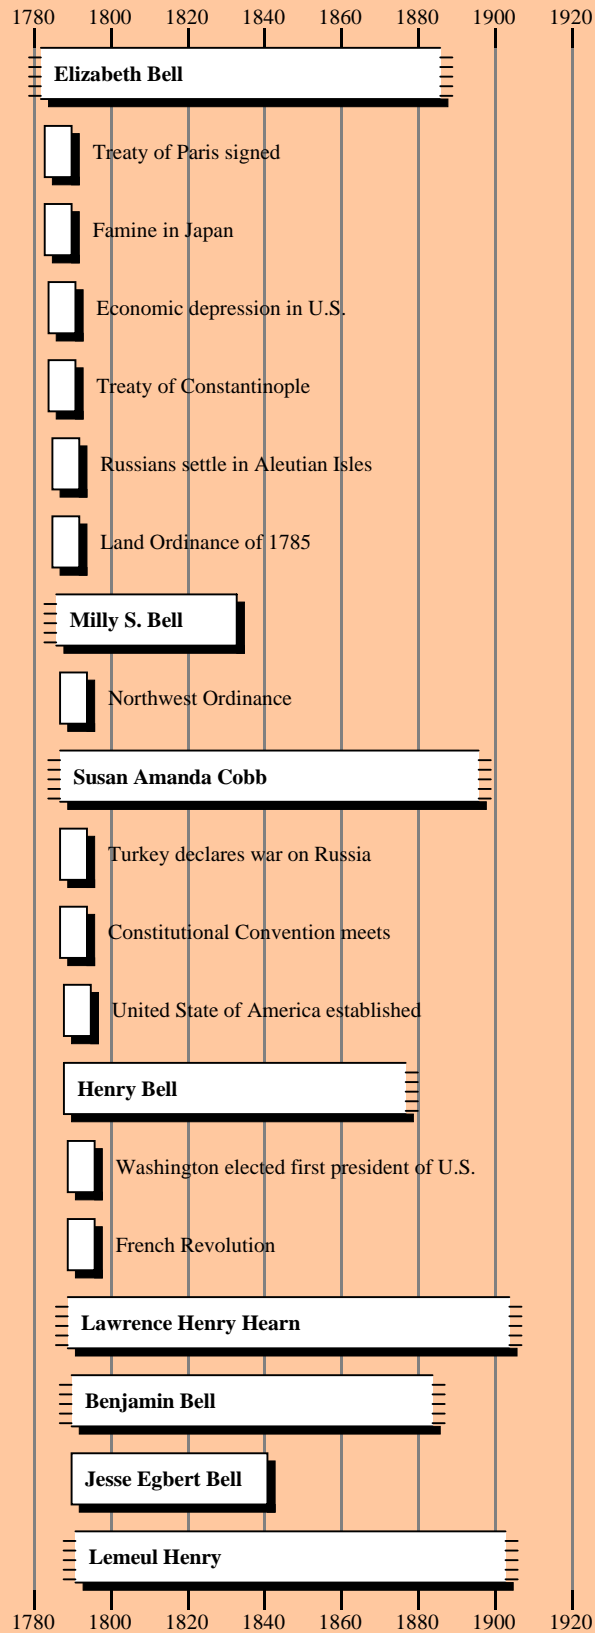 1780 1800 1820 1840 1860 1880 1900 1920
Elizabeth Bell
Treaty of Paris signed
Famine in Japan
Economic depression in U.S.
Treaty of Constantinople
Russians settle in Aleutian Isles
Land Ordinance of 1785
Milly S. Bell
Northwest Ordinance
Susan Amanda Cobb
Turkey declares war on Russia
Constitutional Convention meets
United State of America established
Henry Bell
Washington elected first president of U.S.
French Revolution
Lawrence Henry Hearn
Benjamin Bell
Jesse Egbert Bell
Lemeul Henry
1780 1800 1820 1840 1860 1880 1900 1920